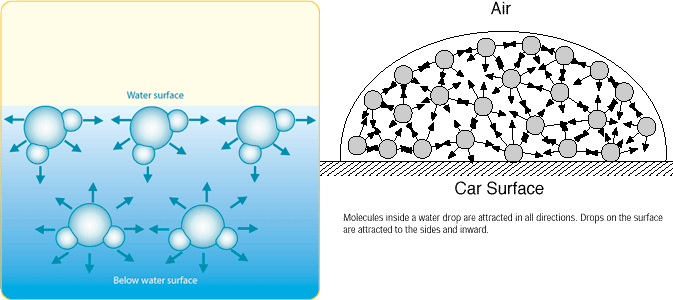 Water surface
Below water surface
Air
Car Surface
Molecules inside a water drop are attracted in all directions. Drops on the surface
are attracted to the sides and inward.